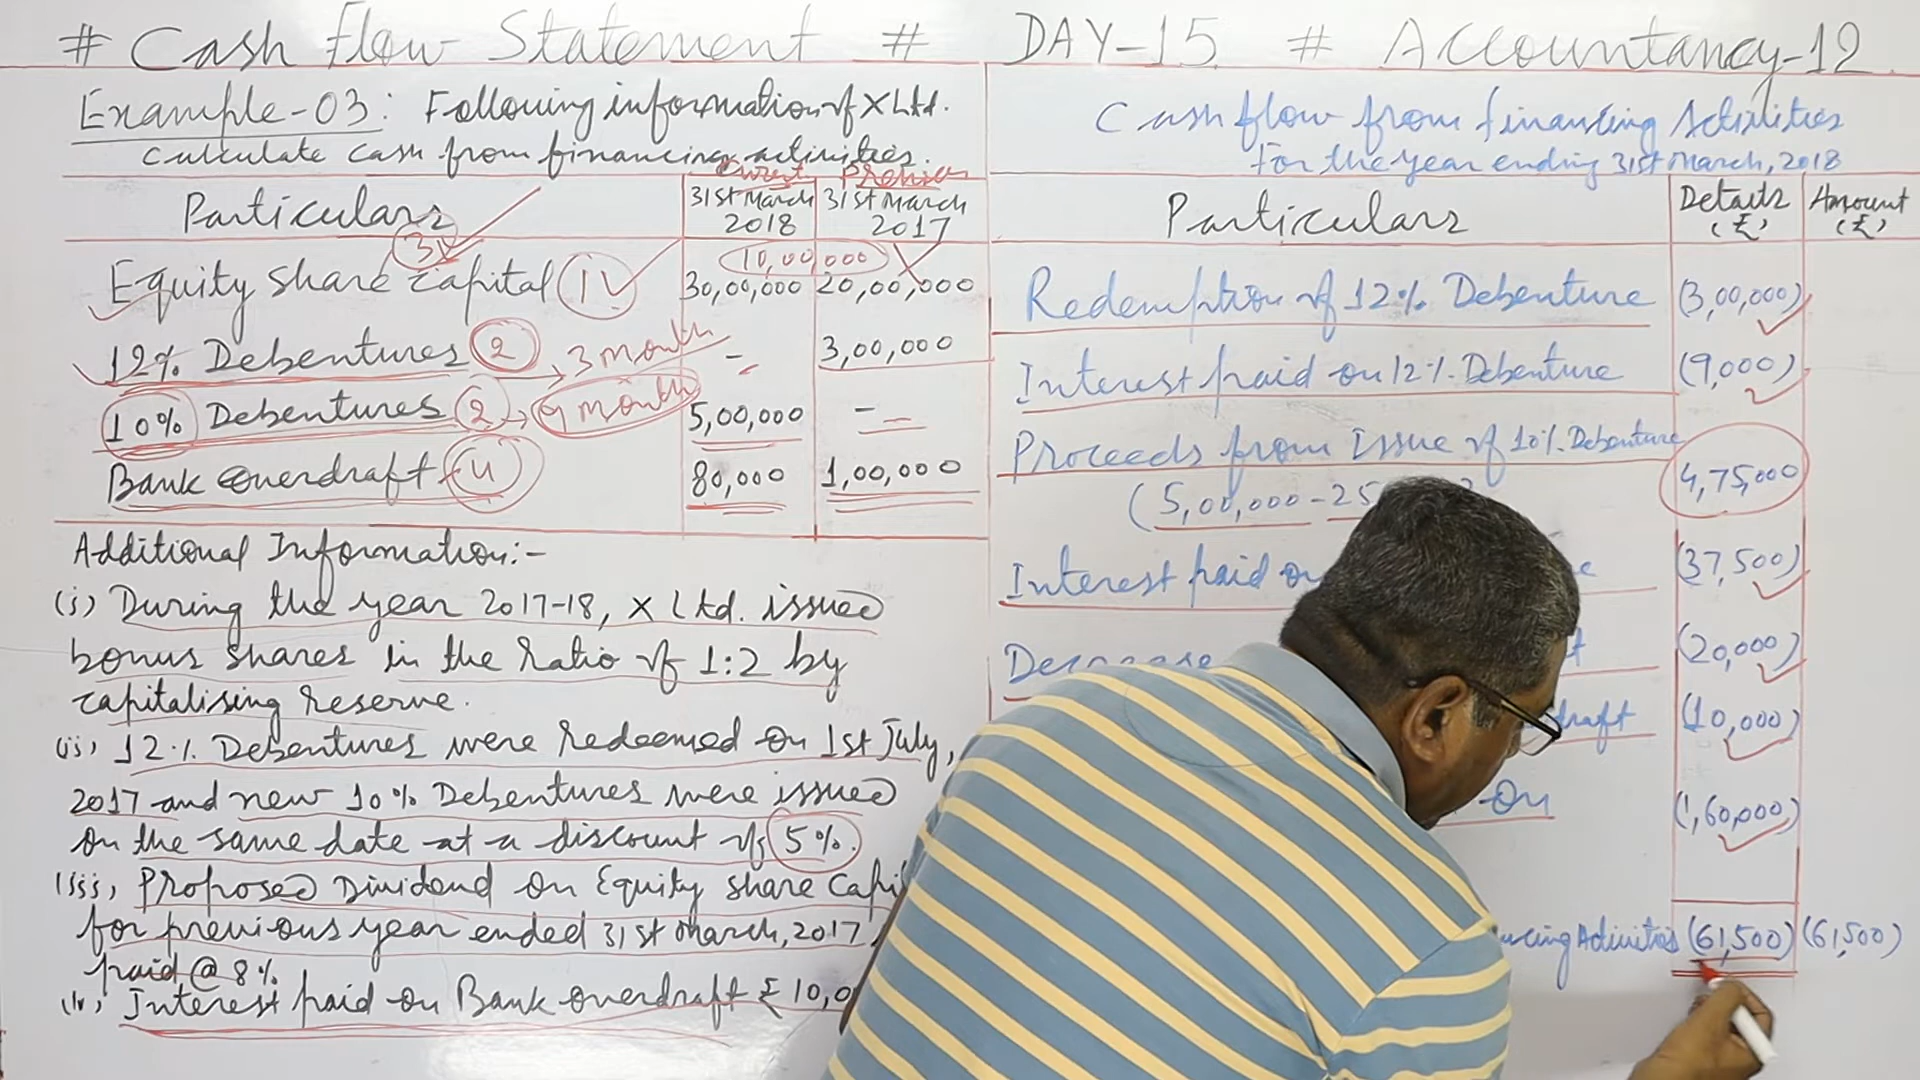 # Cash flow Statement # DAY-15 # Accountancy-12
Example-03: Following information of X Ltd.
Calculate cash from financing activities.
Current Previous
Particulars 31st March 2018 31st March 2017
3
10,00,000
Equity share capital 1 30,00,000 20,00,000
12% Debentures 2 → 3 month - 3,00,000
10% Debentures 2 → 9 month 5,00,000 -
Bank overdraft 4 80,000 1,00,000
Additional Information:-
(i) During the year 2017-18, X Ltd. issued
bonus shares in the ratio of 1:2 by
capitalising reserve.
(ii) 12% Debentures were redeemed on 1st July,
2017 and new 10% Debentures were issued
on the same date at a discount of 5%.
(iii) Proposed Dividend on Equity share
for previous year ended 31st March, 2017
paid @ 8%
(iv) Interest paid on Bank overdraft ₹
Cash flow from financing Activities
For the year ending 31st March, 2018
Particulars Details (₹) Amount (₹)
Redemption of 12% Debenture (3,00,000)
Interest paid on 12% Debenture (9,000)
Proceeds from Issue of 10% Debenture 4,75,000
(5,00,000-25
Interest paid on (37,500)
Decrease (20,000)
(10,000)
on (1,60,000)
Activities (61,500) (61,500)